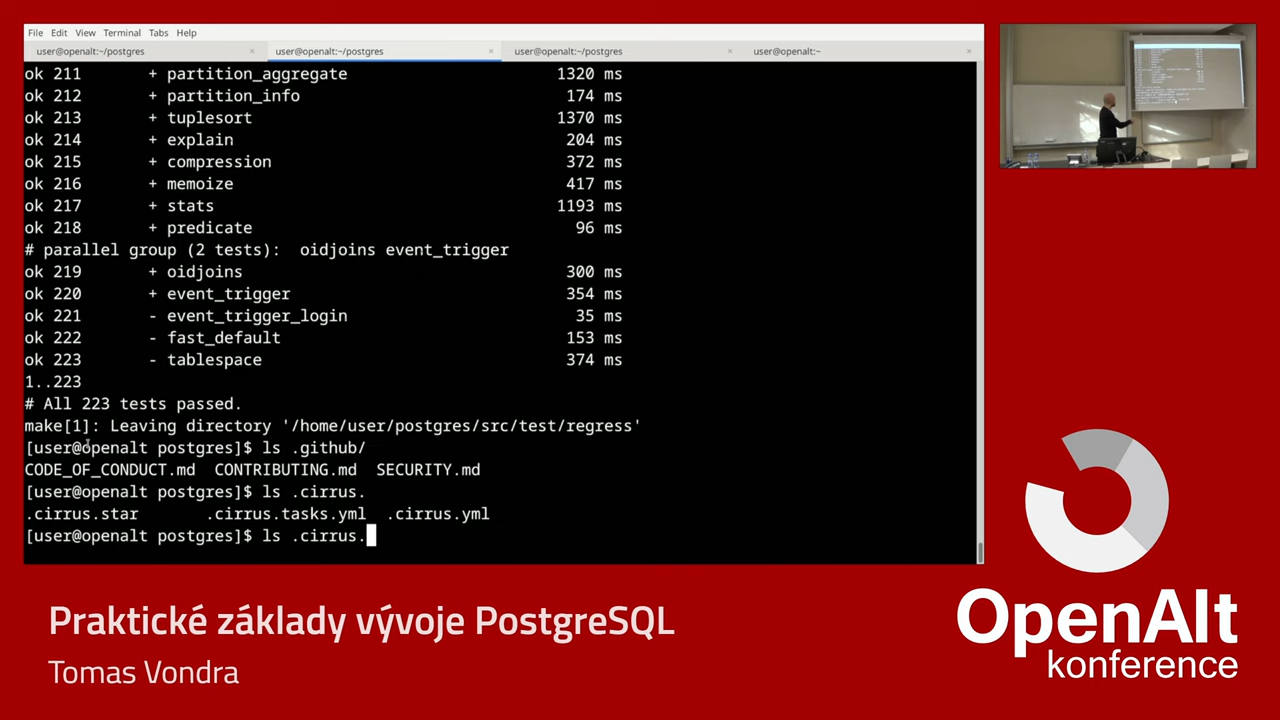 File Edit View Terminal Tabs Help
user@openalt:~/postgres × user@openalt:~/postgres × user@openalt:~/postgres × user@openalt:~ ×
ok 211 + partition_aggregate 1320 ms
ok 212 + partition_info 174 ms
ok 213 + tuplesort 1370 ms
ok 214 + explain 204 ms
ok 215 + compression 372 ms
ok 216 + memoize 417 ms
ok 217 + stats 1193 ms
ok 218 + predicate 96 ms
# parallel group (2 tests): oidjoins event_trigger
ok 219 + oidjoins 300 ms
ok 220 + event_trigger 354 ms
ok 221 - event_trigger_login 35 ms
ok 222 - fast_default 153 ms
ok 223 - tablespace 374 ms
1..223
# All 223 tests passed.
make[1]: Leaving directory '/home/user/postgres/src/test/regress'
[user@openalt postgres]$ ls .github/
CODE_OF_CONDUCT.md CONTRIBUTING.md SECURITY.md
[user@openalt postgres]$ ls .cirrus.
.cirrus.star .cirrus.tasks.yml .cirrus.yml
[user@openalt postgres]$ ls .cirrus.
Praktické základy vývoje PostgreSQL
Tomas Vondra
OpenAlt
konference